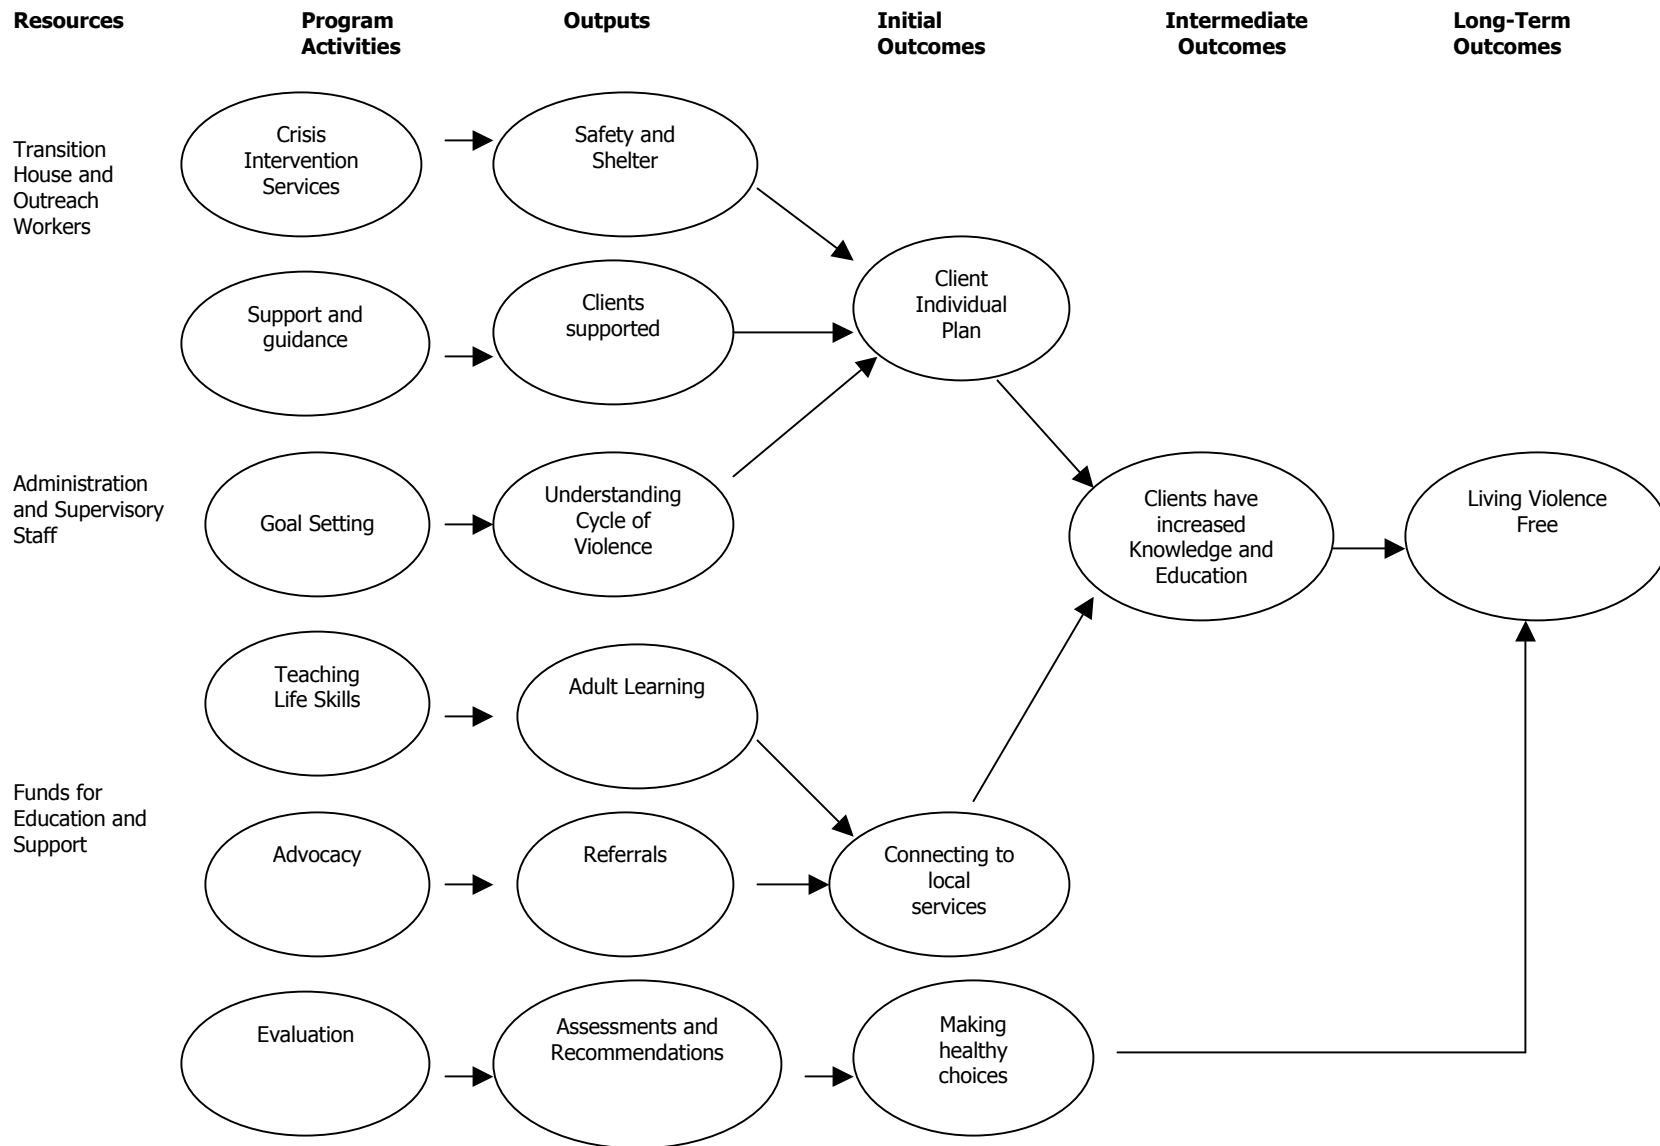 Resources
Program
Activities
Outputs
Initial
Outcomes
Intermediate
Outcomes
Long-Term
Outcomes
Transition
House and
Outreach
Workers
Crisis
Intervention
Services
Safety and
Shelter
Client
Individual
Plan
Support and
guidance
Clients
supported
Administration
and Supervisory
Staff
Goal Setting
Understanding
Cycle of
Violence
Clients have
increased
Knowledge and
Education
Living Violence
Free
Teaching
Life Skills
Adult Learning
Funds for
Education and
Support
Advocacy
Referrals
Connecting to
local
services
Evaluation
Assessments and
Recommendations
Making
healthy
choices